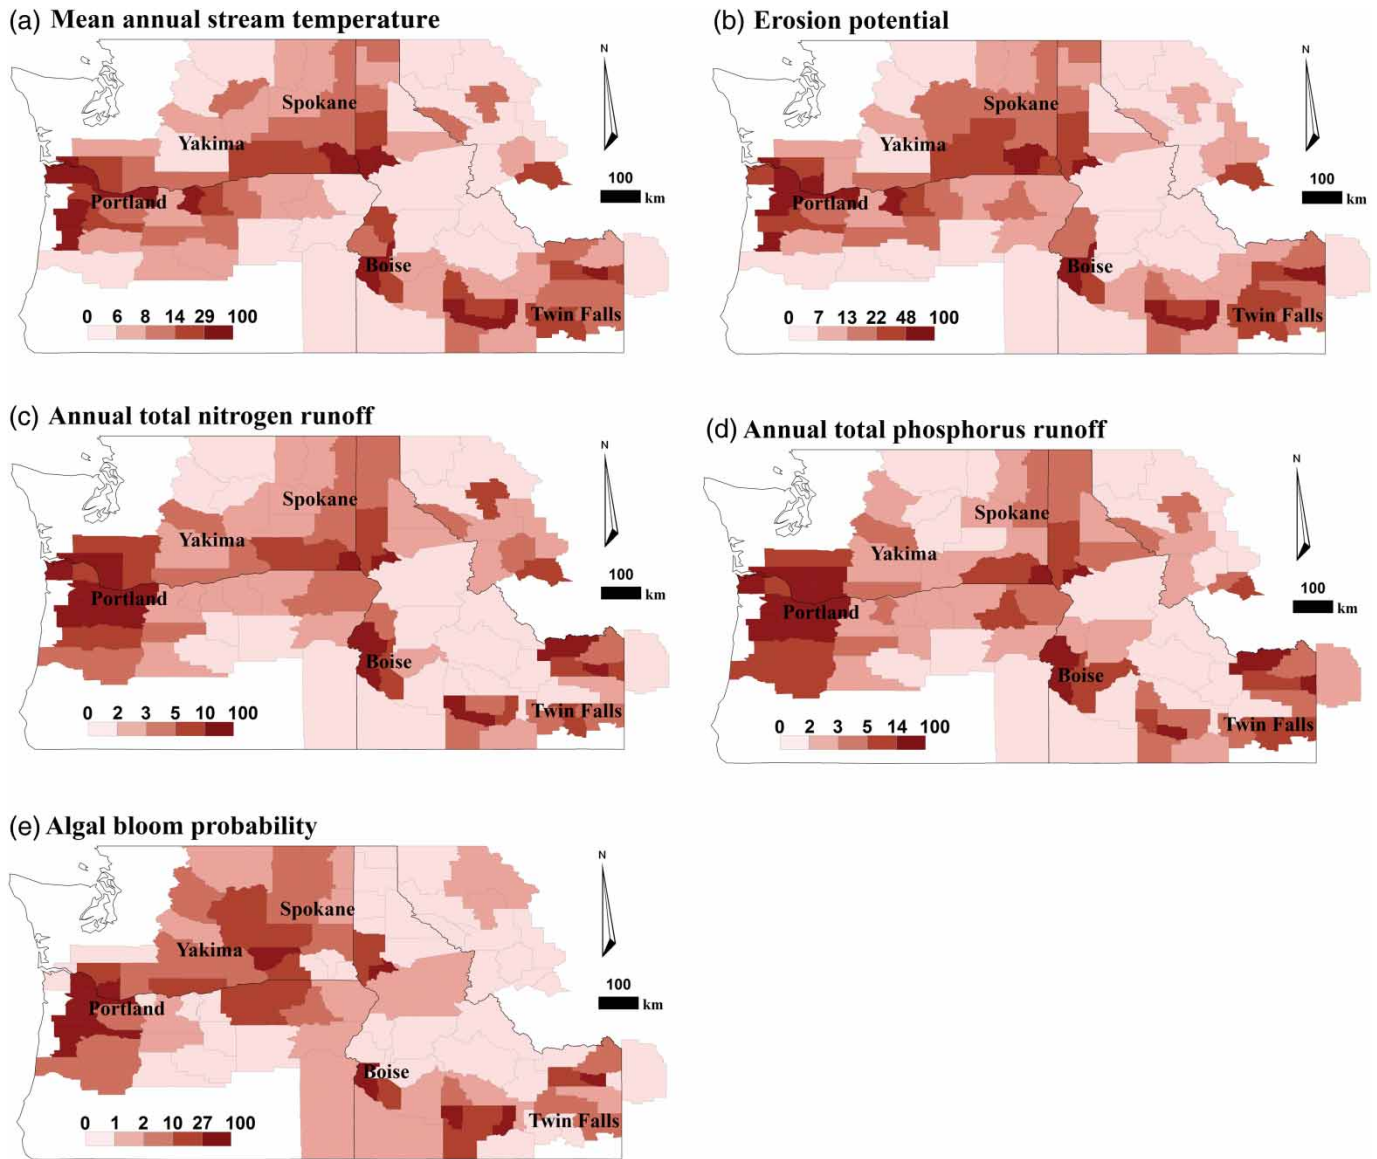 (a) Mean annual stream temperature
N
Spokane
Yakima
100
km
Portland
Boise
0 6 8 14 29 100
Twin Falls
(b) Erosion potential
N
Spokane
Yakima
100
km
Portland
Boise
0 7 13 22 48 100
Twin Falls
(c) Annual total nitrogen runoff
N
Spokane
Yakima
100
km
Portland
Boise
0 2 3 5 10 100
Twin Falls
(d) Annual total phosphorus runoff
N
Spokane
Yakima
100
km
Portland
Boise
0 2 3 5 14 100
Twin Falls
(e) Algal bloom probability
N
Spokane
Yakima
100
km
Portland
Boise
0 1 2 10 27 100
Twin Falls